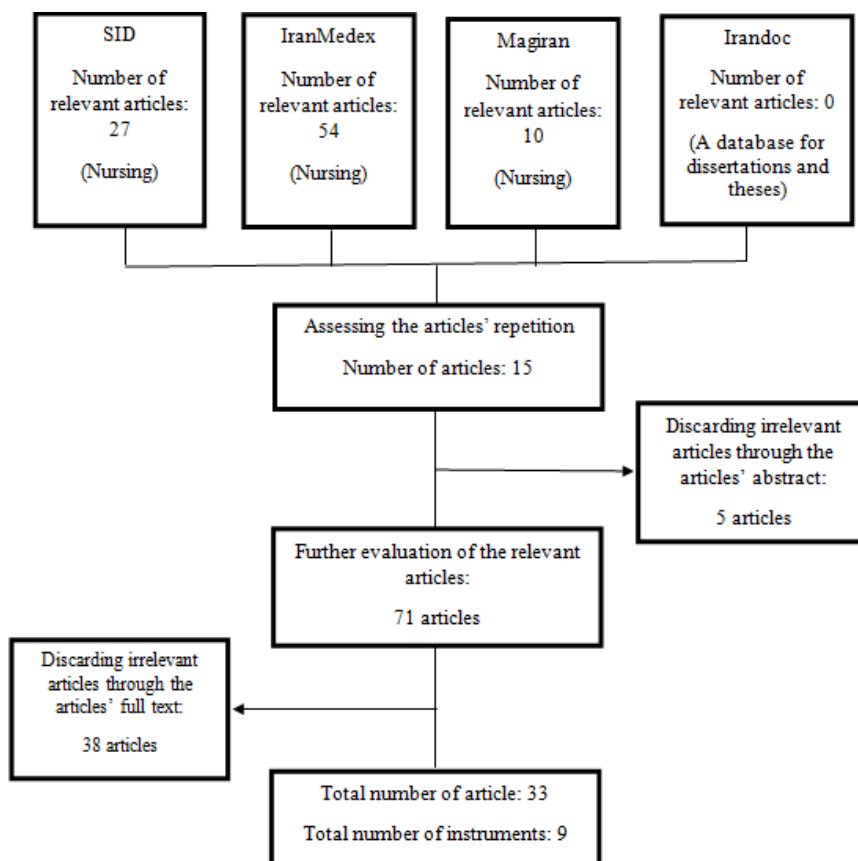 SID
Number of
relevant articles:
27
(Nursing)
IranMedex
Number of
relevant articles:
54
(Nursing)
Magiran
Number of
relevant articles:
10
(Nursing)
Irandoc
Number of
relevant articles: 0
(A database for
dissertations and
theses)
Assessing the articles’ repetition
Number of articles: 15
Discarding irrelevant
articles through the
articles’ abstract:
5 articles
Further evaluation of the relevant
articles:
71 articles
Discarding irrelevant
articles through the
articles’ full text:
38 articles
Total number of article: 33
Total number of instruments: 9